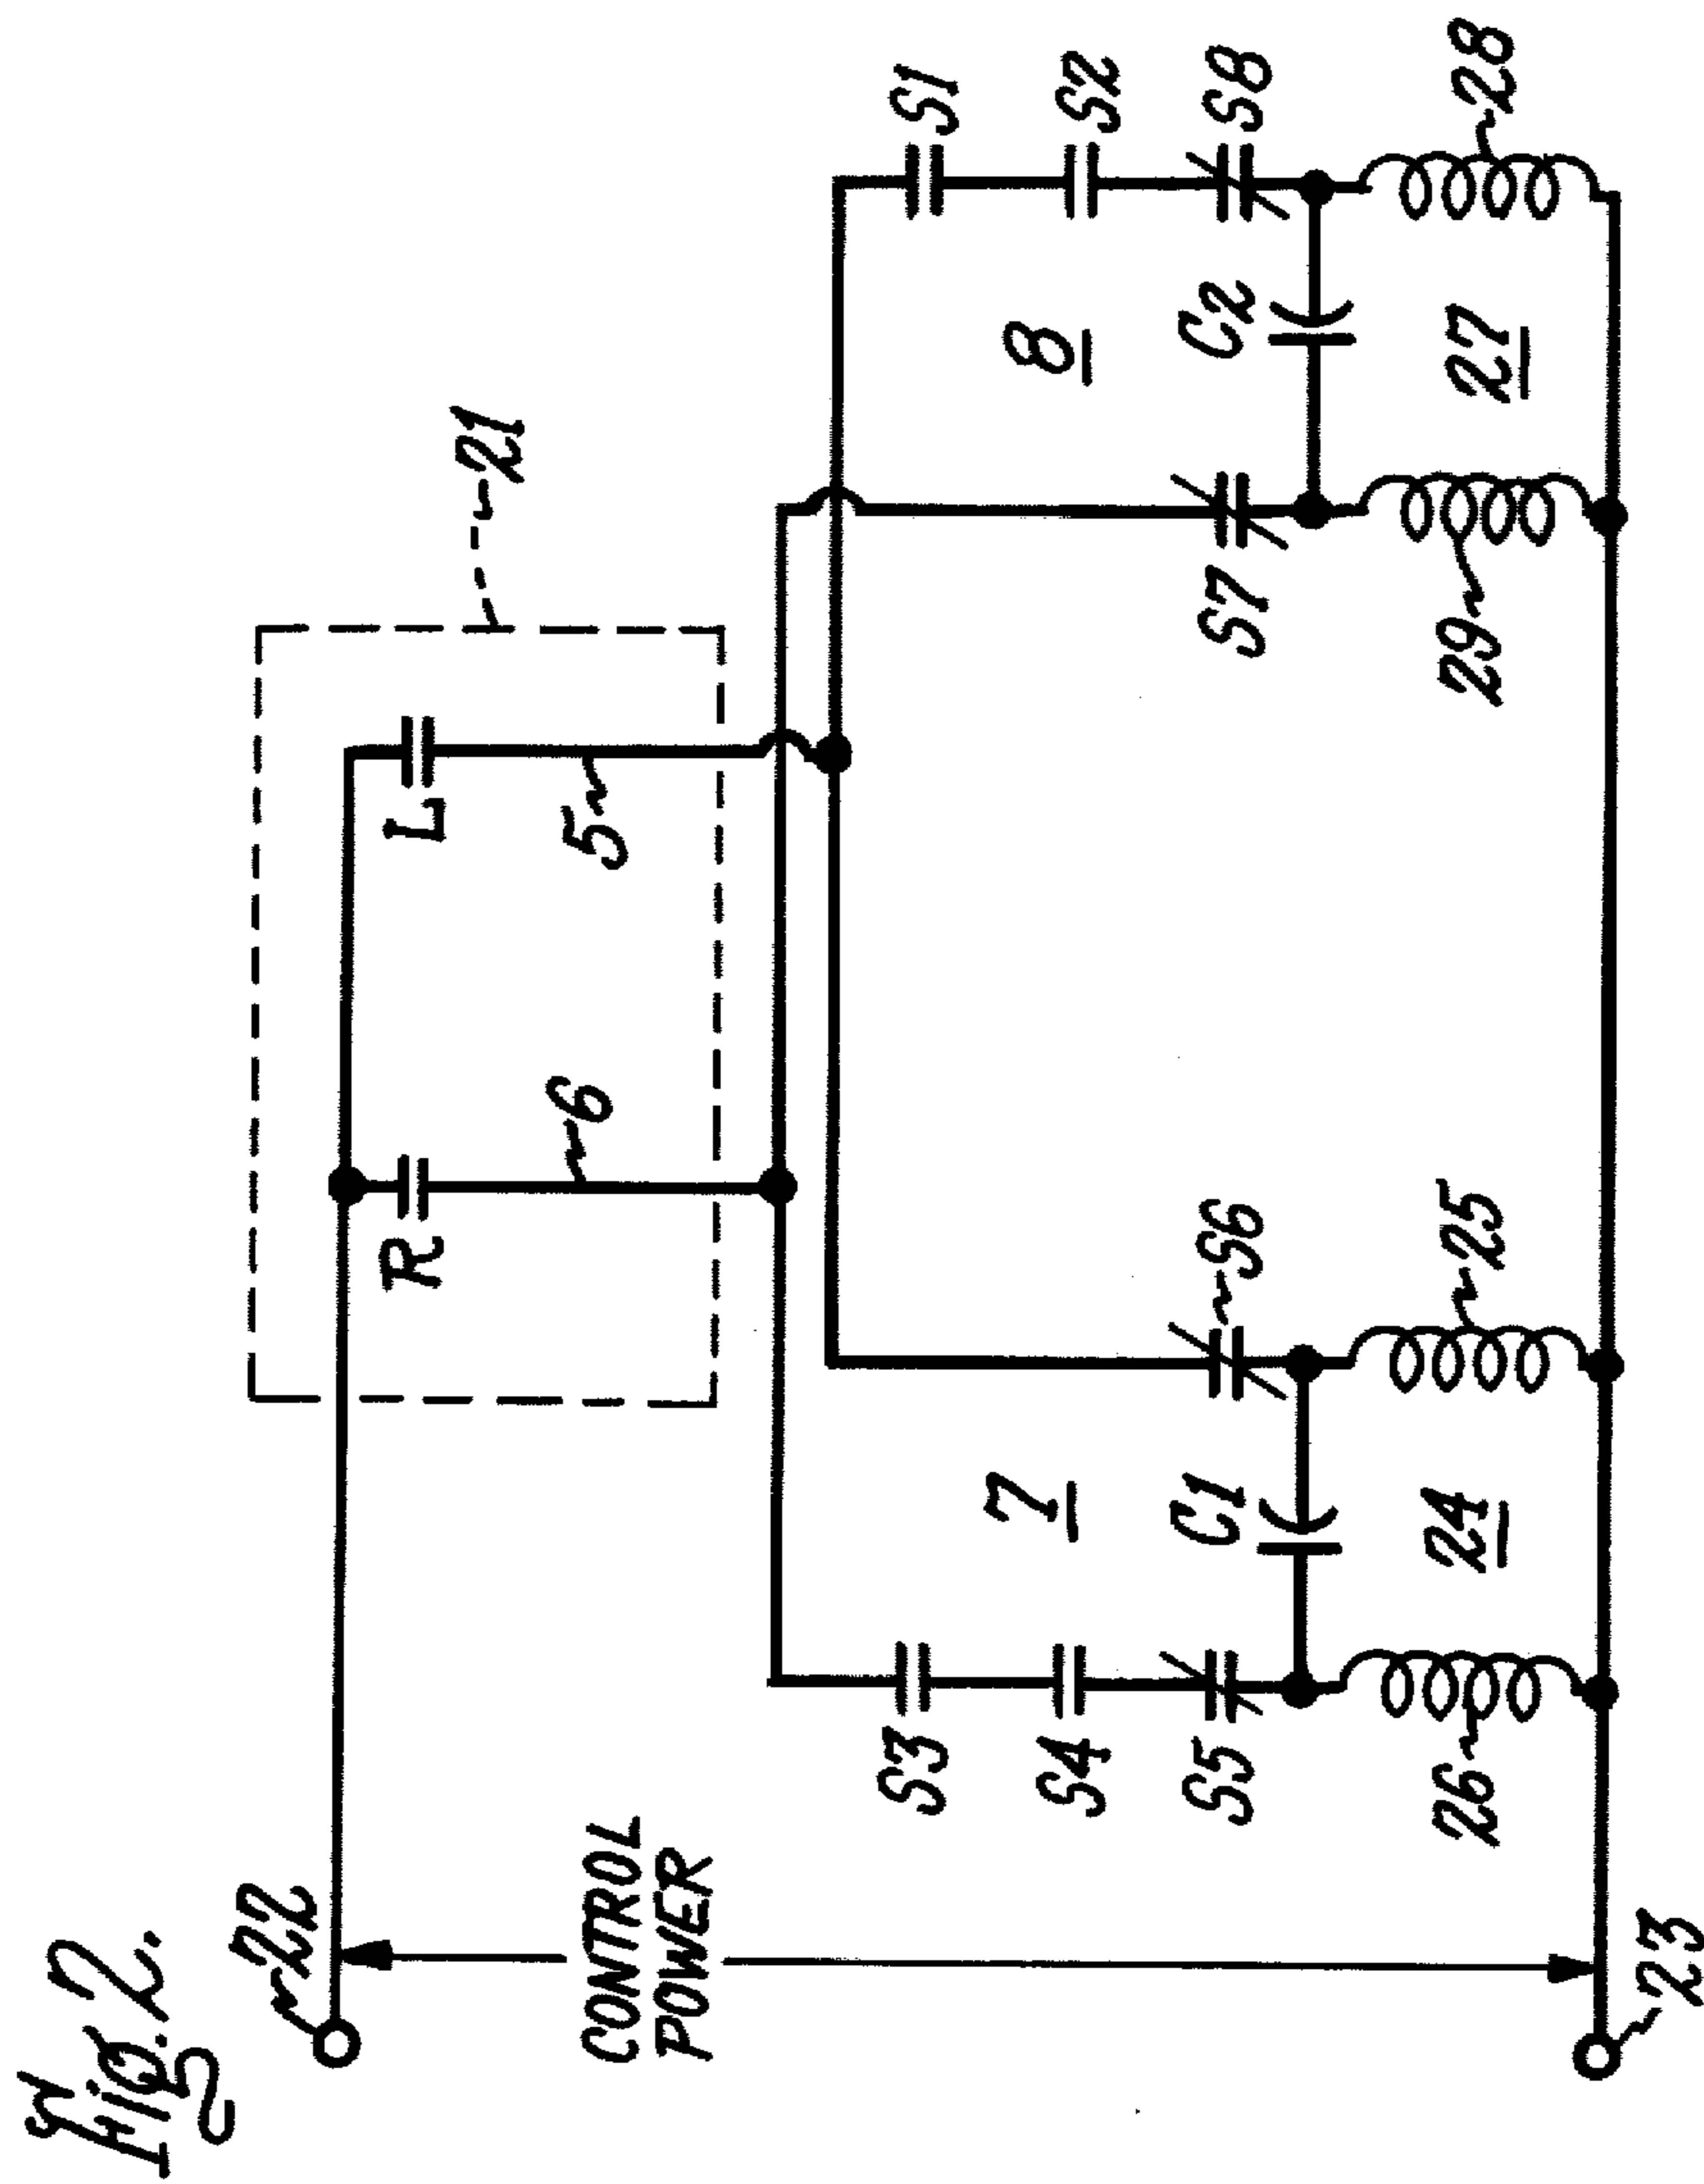 Fig. 2.
22
21
R
L
6
5
CONTROL
POWER
S3
7
8
S1
S4
S2
S5
C1
S6
S7
C2
S8
26
24
25
29
27
28
23